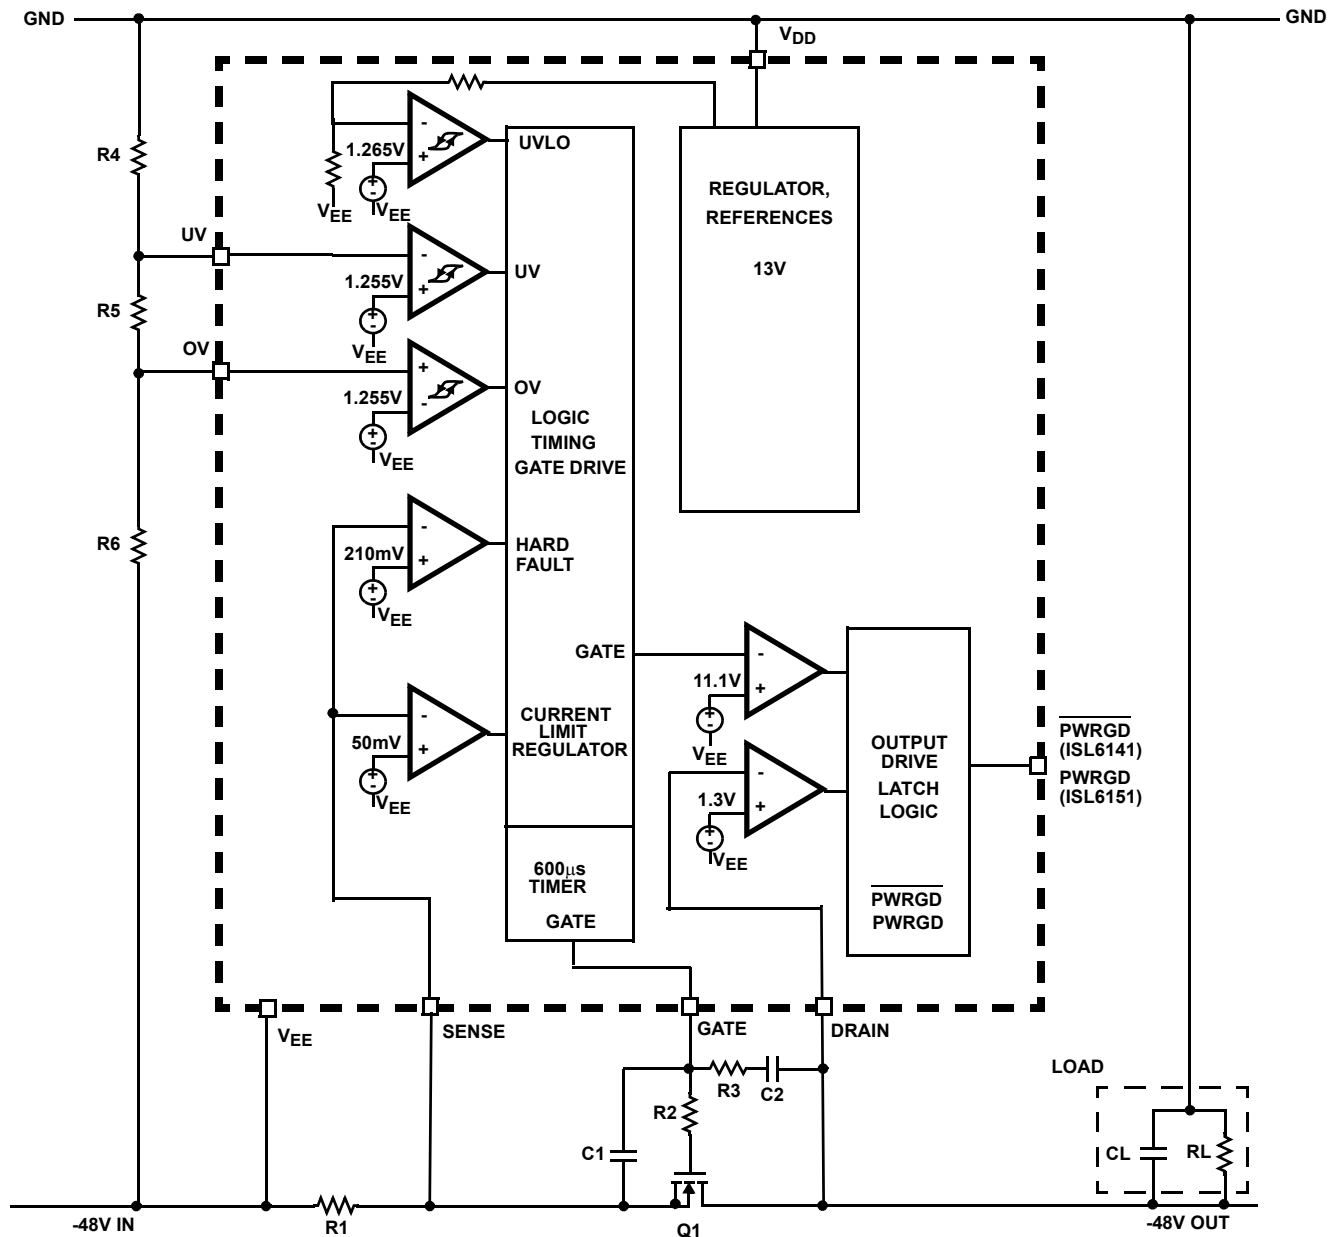 GND
GND
VDD
R4
1.265V
UVLO
VEE
VEE
REGULATOR,
REFERENCES
13V
UV
UV
1.255V
R5
VEE
OV
1.255V
OV
LOGIC
TIMING
GATE DRIVE
VEE
R6
210mV
HARD
FAULT
VEE
GATE
11.1V
50mV
CURRENT
LIMIT
REGULATOR
VEE
VEE
OUTPUT
DRIVE
LATCH
LOGIC
PWRGD
(ISL6141)
PWRGD
(ISL6151)
1.3V
VEE
600µs
TIMER
GATE
PWRGD
PWRGD
VEE
SENSE
GATE
DRAIN
LOAD
R3
C2
R2
C1
CL
RL
-48V IN
R1
Q1
-48V OUT
+
-
+
-
+
-
+
-
+
-
+
-
+
-
+
-
+
-
+
-
+
-
+
-
+
-
+
-